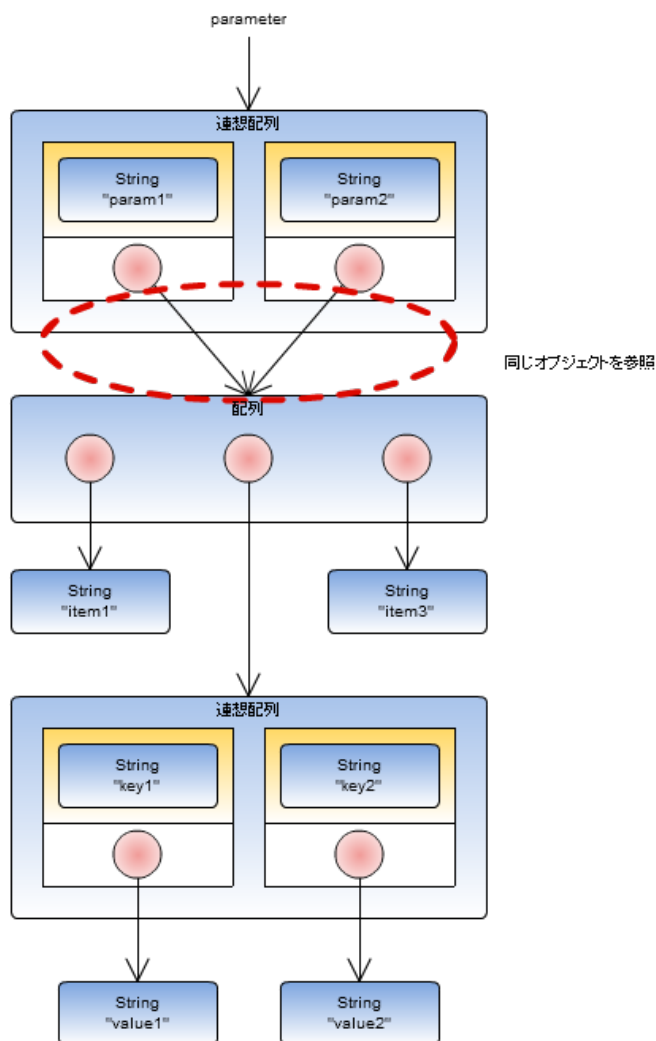 parameter
連想配列
String
"param1"
String
"param2"
同じオブジェクトを参照
配列
String
"item1"
String
"item3"
連想配列
String
"key1"
String
"key2"
String
"value1"
String
"value2"